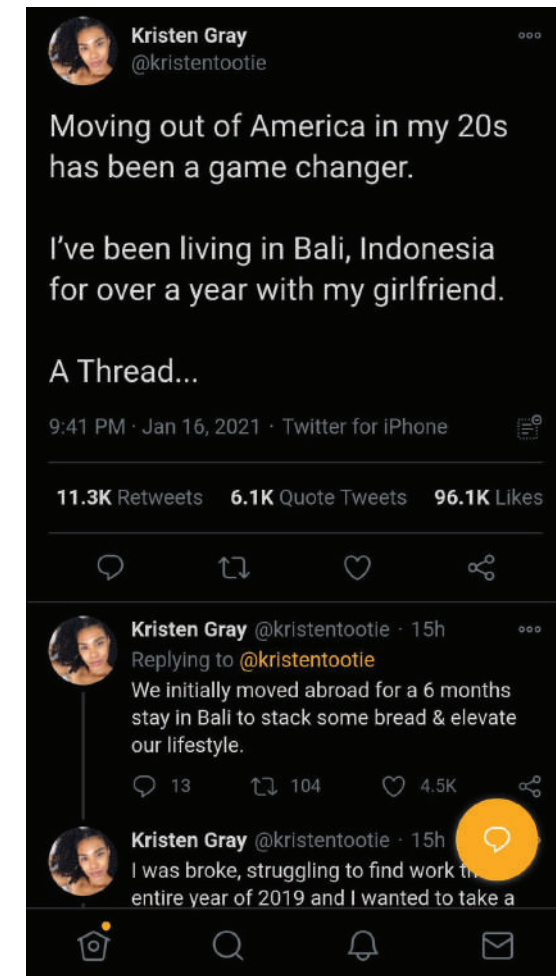 Kristen Gray
@kristentootie
Moving out of America in my 20s
has been a game changer.
I've been living in Bali, Indonesia
for over a year with my girlfriend.
A Thread...
9:41 PM · Jan 16, 2021 · Twitter for iPhone
11.3K Retweets 6.1K Quote Tweets 96.1K Likes
Kristen Gray @kristentootie · 15h
Replying to @kristentootie
We initially moved abroad for a 6 months
stay in Bali to stack some bread & elevate
our lifestyle.
13 104 4.5K
Kristen Gray @kristentootie · 15h
I was broke, struggling to find work
entire year of 2019 and I wanted to take a